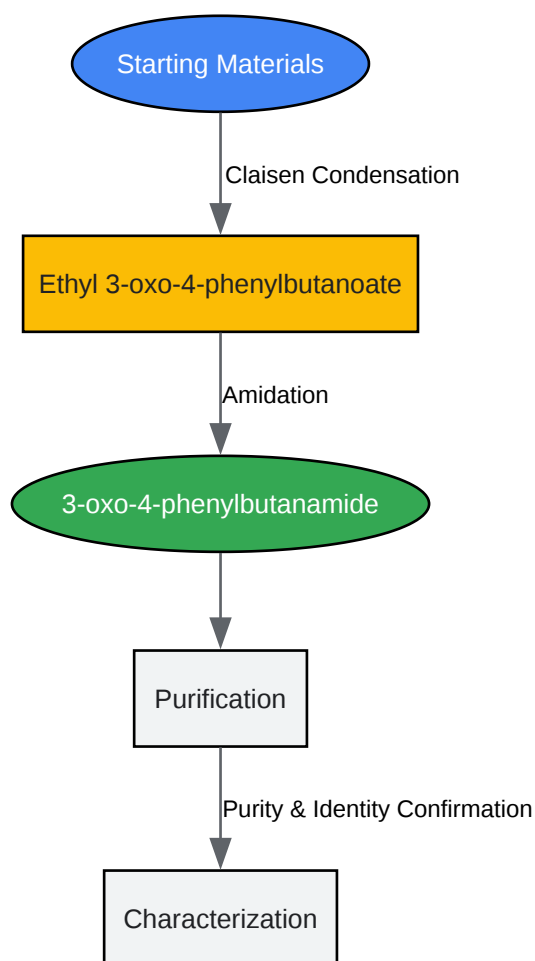 Starting Materials
Claisen Condensation
Ethyl 3-oxo-4-phenylbutanoate
Amidation
3-oxo-4-phenylbutanamide
Purification
Purity & Identity Confirmation
Characterization